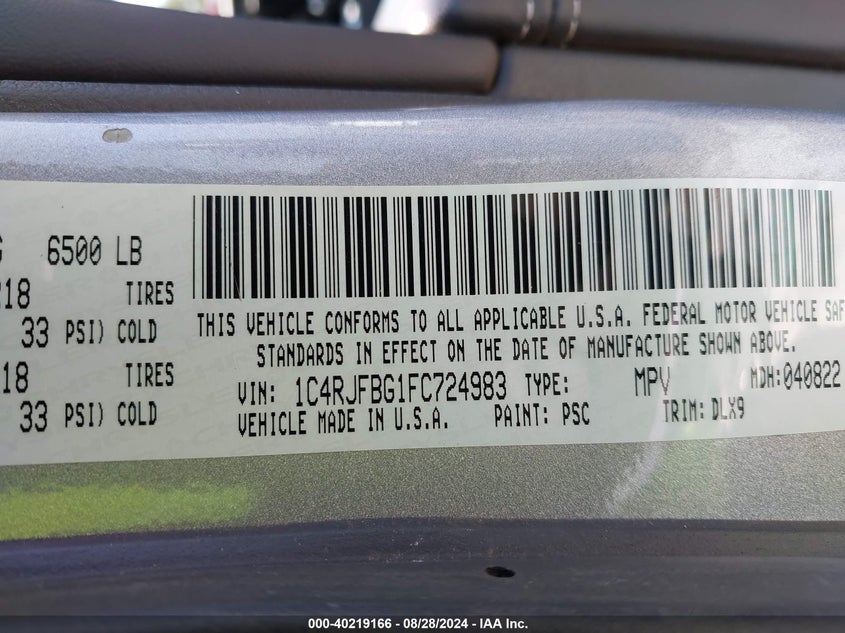 G 6500 LB
18 TIRES
33 PSI) COLD
18 TIRES
33 PSI) COLD
THIS VEHICLE CONFORMS TO ALL APPLICABLE U.S.A. FEDERAL MOTOR VEHICLE SAF
STANDARDS IN EFFECT ON THE DATE OF MANUFACTURE SHOWN ABOVE.
VIN: 1C4RJFBG1FC724983 TYPE: MPV MDH:040822
VEHICLE MADE IN U.S.A. PAINT: PSC TRIM: DLX9
000-40219166 - 08/28/2024 - IAA Inc.